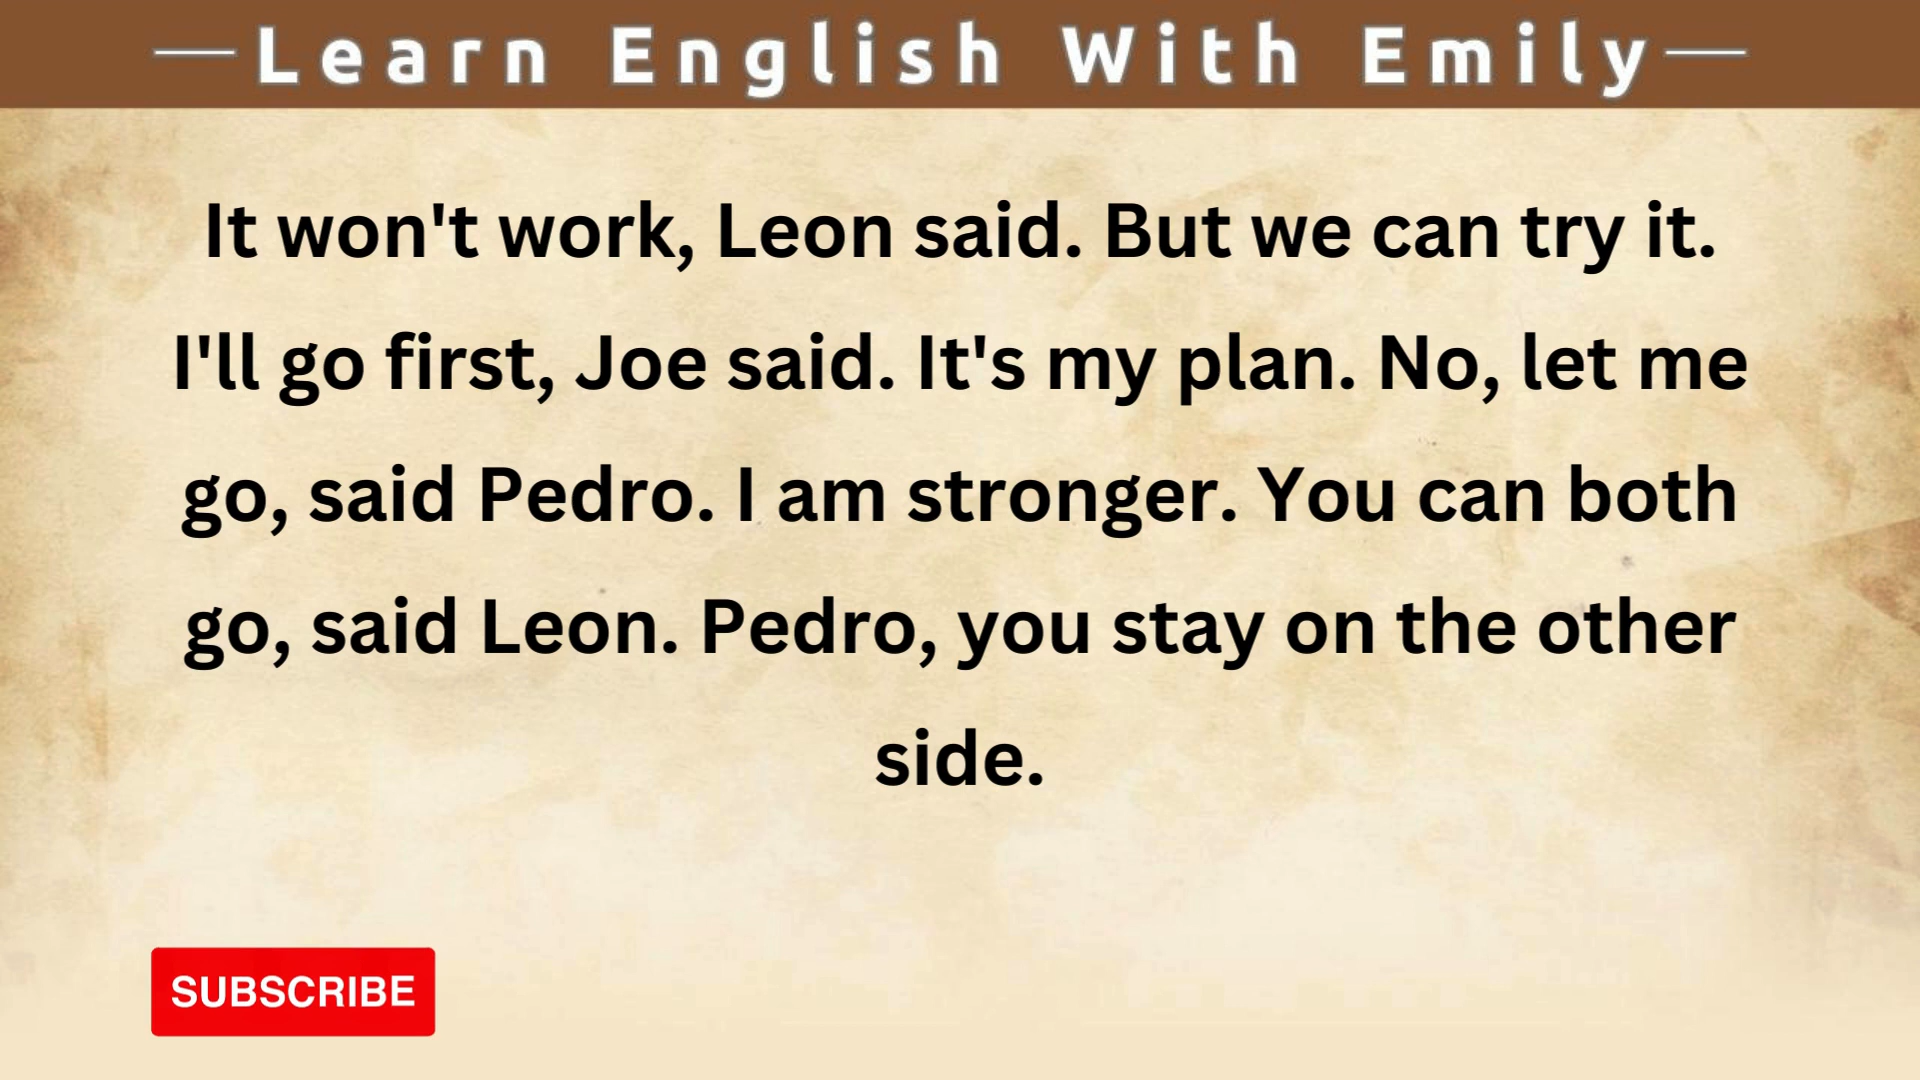 Learn English With Emily
It won't work, Leon said. But we can try it.
I'll go first, Joe said. It's my plan. No, let me
go, said Pedro. I am stronger. You can both
go, said Leon. Pedro, you stay on the other
side.
SUBSCRIBE